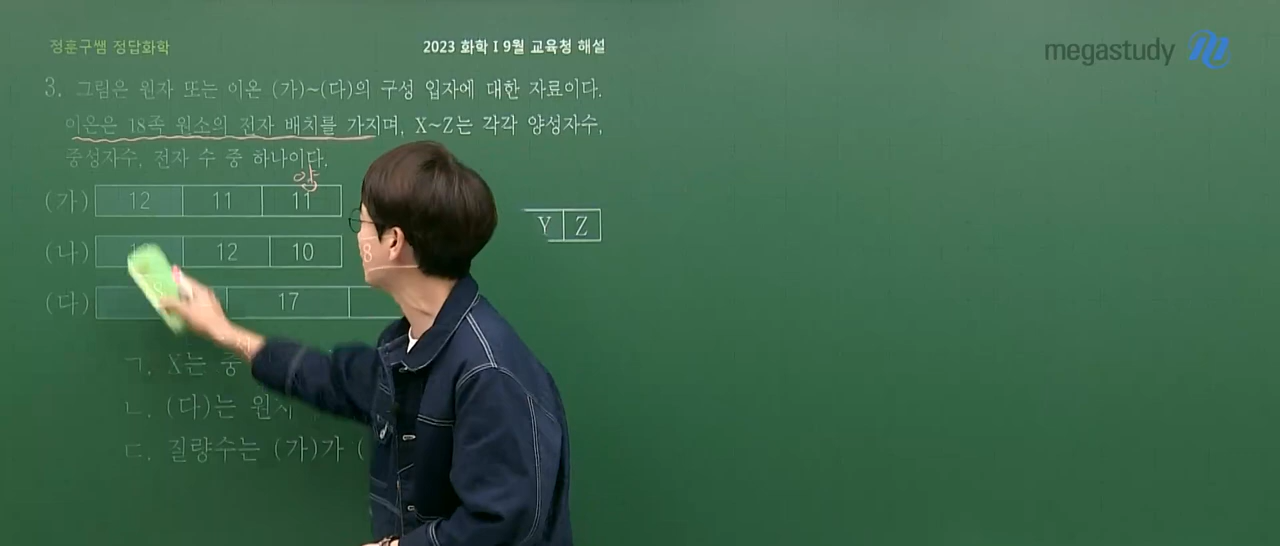 정훈구쌤 정답화학
2023 화학 I 9월 교육청 해설
megastudy
3. 그림은 원자 또는 이온 (가)~(다)의 구성 입자에 대한 자료이다.
이온은 18족 원소의 전자 배치를 가지며, X~Z는 각각 양성자수,
중성자수, 전자 수 중 하나이다.
양
(가) 12 11 11
Y Z
(나) 12 10
8
(다) 17
ㄱ. X는 중
ㄴ. (다)는 원자
ㄷ. 질량수는 (가)가 (